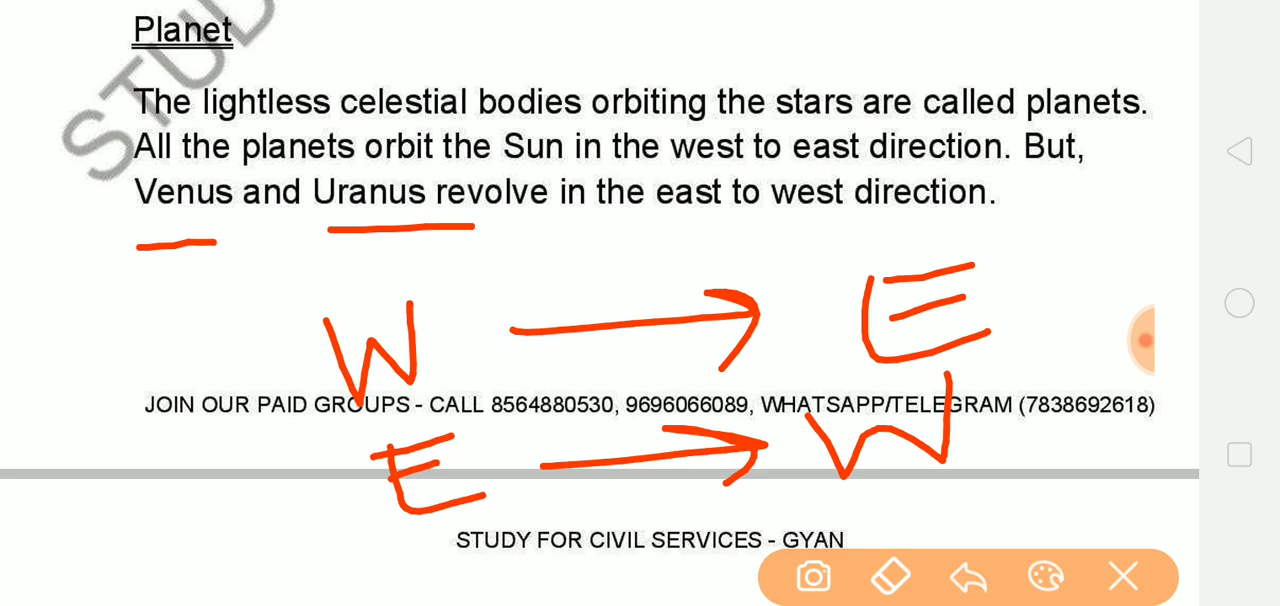 Planet
The lightless celestial bodies orbiting the stars are called planets.
All the planets orbit the Sun in the west to east direction. But,
Venus and Uranus revolve in the east to west direction.
W E
JOIN OUR PAID GROUPS - CALL 8564880530, 9696066089, WHATSAPP/TELEGRAM (7838692618)
E W
STUDY FOR CIVIL SERVICES - GYAN
STUD